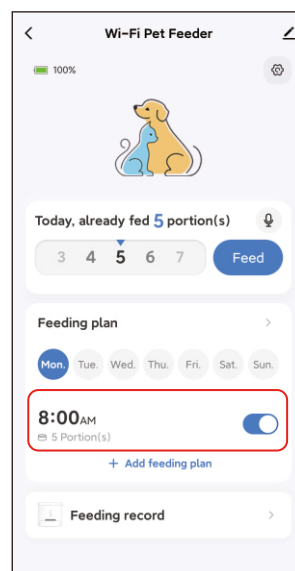 Wi-Fi Pet Feeder
100%
Today, already fed 5 portion(s)
3 4 5 6 7 Feed
Feeding plan
Mon. Tue. Wed. Thu. Fri. Sat. Sun.
8:00AM
5 Portion(s)
+ Add feeding plan
Feeding record